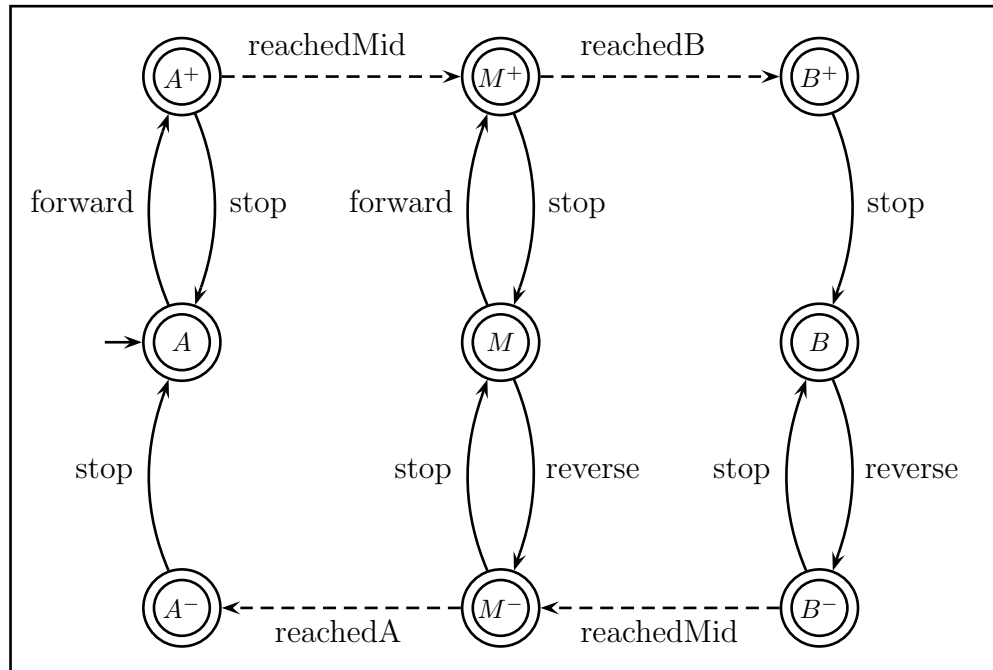 reachedMid reachedB
A⁺ M⁺ B⁺
forward stop forward stop stop
A M B
stop stop reverse stop reverse
A⁻ M⁻ B⁻
reachedA reachedMid